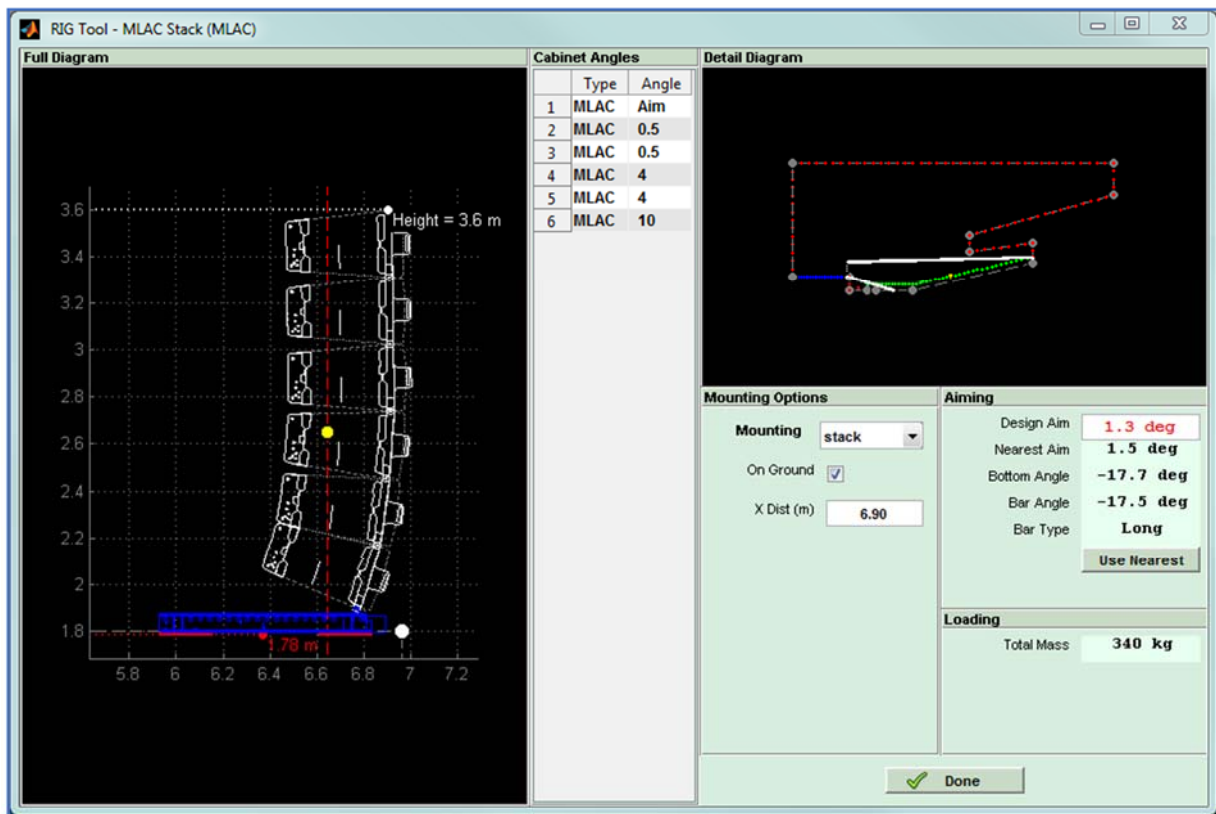 RIG Tool - MLAC Stack (MLAC)
Full Diagram
3.6
Height = 3.6 m
3.4
3.2
3
2.8
2.6
2.4
2.2
2
1.8
1.78 m
5.8 6 6.2 6.4 6.6 6.8 7 7.2
Cabinet Angles
Type Angle
1 MLAC Aim
2 MLAC 0.5
3 MLAC 0.5
4 MLAC 4
5 MLAC 4
6 MLAC 10
Detail Diagram
Mounting Options
Mounting stack
On Ground
X Dist (m) 6.90
Aiming
Design Aim 1.3 deg
Nearest Aim 1.5 deg
Bottom Angle -17.7 deg
Bar Angle -17.5 deg
Bar Type Long
Use Nearest
Loading
Total Mass 340 kg
Done